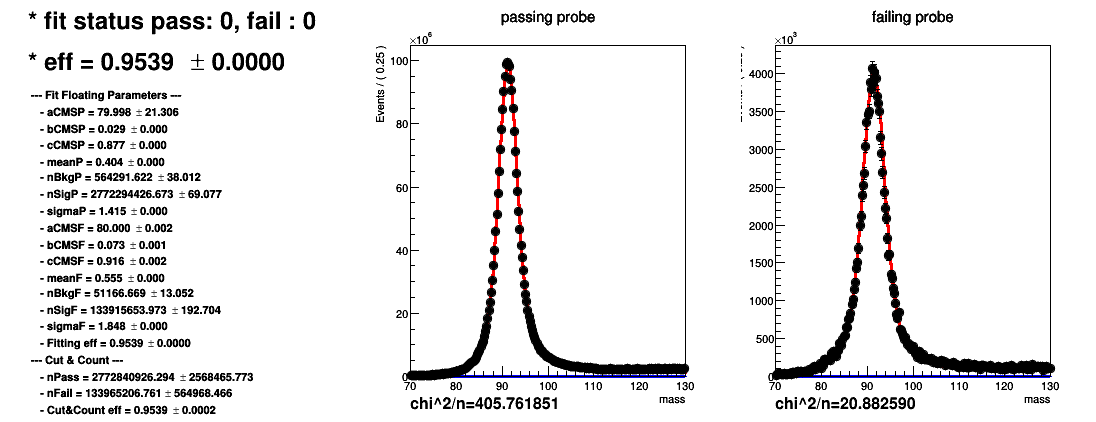 * fit status pass: 0, fail : 0
* eff = 0.9539 ± 0.0000
--- Fit Floating Parameters ---
- aCMSP = 79.998 ± 21.306
- bCMSP = 0.029 ± 0.000
- cCMSP = 0.877 ± 0.000
- meanP = 0.404 ± 0.000
- nBkgP = 564291.622 ± 38.012
- nSigP = 2772294426.673 ± 69.077
- sigmaP = 1.415 ± 0.000
- aCMSF = 80.000 ± 0.002
- bCMSF = 0.073 ± 0.001
- cCMSF = 0.916 ± 0.002
- meanF = 0.555 ± 0.000
- nBkgF = 51166.669 ± 13.052
- nSigF = 133915653.973 ± 192.704
- sigmaF = 1.848 ± 0.000
- Fitting eff = 0.9539 ± 0.0000
--- Cut & Count ---
- nPass = 2772840926.294 ± 2568465.773
- nFail = 133965206.761 ± 564968.466
- Cut&Count eff = 0.9539 ± 0.0002
passing probe
×10⁶
Events / ( 0.25 )
100
80
60
40
20
0
70 80 90 100 110 120 130
mass
chi^2/n=405.761851
failing probe
×10³
4000
3500
3000
2500
2000
1500
1000
500
0
70 80 90 100 110 120 130
mass
chi^2/n=20.882590